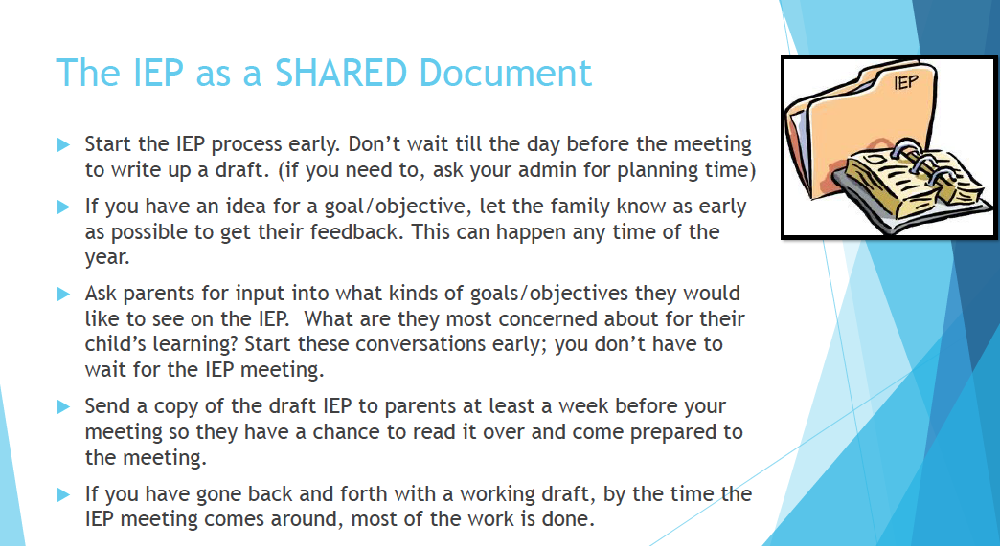 The IEP as a SHARED Document
IEP
Start the IEP process early. Don’t wait till the day before the meeting
to write up a draft. (if you need to, ask your admin for planning time)
If you have an idea for a goal/objective, let the family know as early
as possible to get their feedback. This can happen any time of the
year.
Ask parents for input into what kinds of goals/objectives they would
like to see on the IEP.  What are they most concerned about for their
child’s learning? Start these conversations early; you don’t have to
wait for the IEP meeting.
Send a copy of the draft IEP to parents at least a week before your
meeting so they have a chance to read it over and come prepared to
the meeting.
If you have gone back and forth with a working draft, by the time the
IEP meeting comes around, most of the work is done.